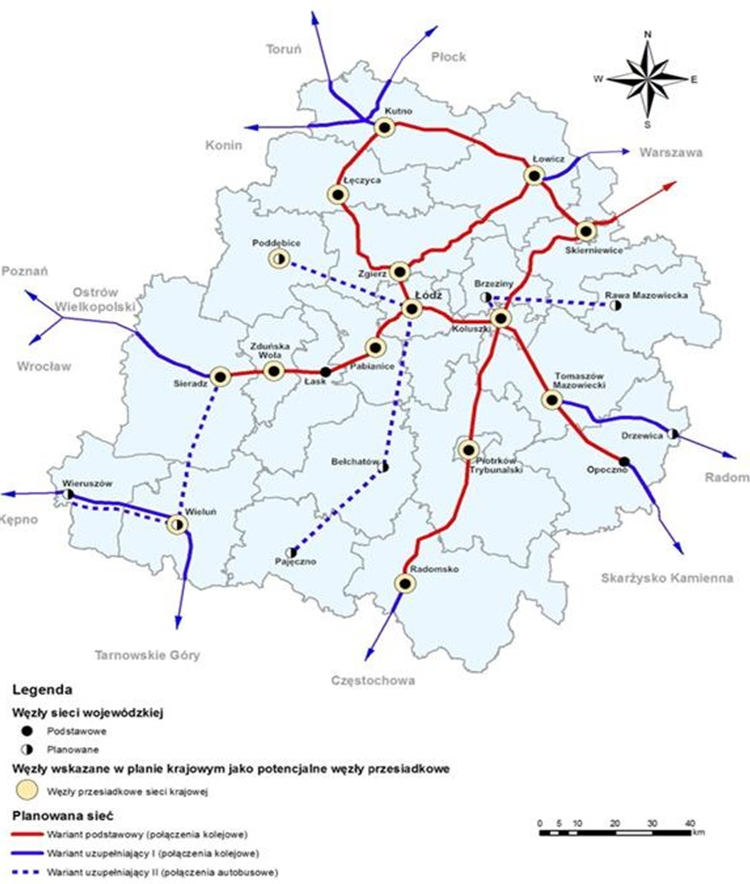 N
W
E
S
Toruń
Płock
Kutno
Konin
Łowicz
Warszawa
Łęczyca
Skierniewice
Poddębice
Zgierz
Brzeziny
Rawa Mazowiecka
Łódź
Koluszki
Poznań
Ostrów
Wielkopolski
Wrocław
Zduńska
Wola
Pabianice
Łask
Sieradz
Tomaszów
Mazowiecki
Drzewica
Radom
Opoczno
Piotrków
Trybunalski
Bełchatów
Wieruszów
Kępno
Wieluń
Pajęczno
Radomsko
Skarżysko Kamienna
Tarnowskie Góry
Częstochowa
Legenda
Węzły sieci wojewódzkiej
Podstawowe
Planowane
Węzły wskazane w planie krajowym jako potencjalne węzły przesiadkowe
Węzły przesiadkowe sieci krajowej
Planowana sieć
Wariant podstawowy (połączenia kolejowe)
Wariant uzupełniający I (połączenia kolejowe)
Wariant uzupełniający II (połączenia autobusowe)
0 5 10 20 30 40
km